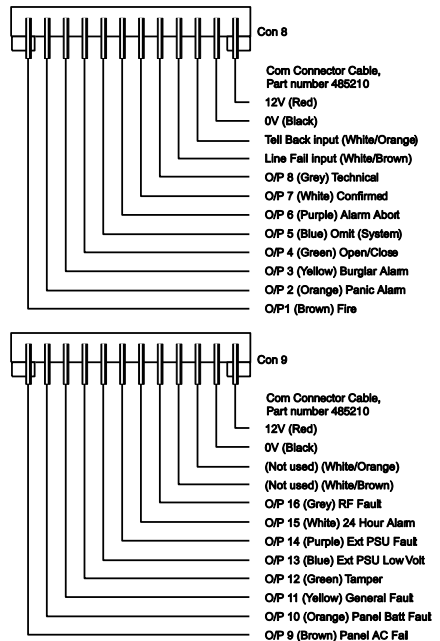 Con 8
Com Connector Cable,
Part number 485210
12V (Red)
0V (Black)
Tell Back input (White/Orange)
Line Fail input (White/Brown)
O/P 8 (Grey) Technical
O/P 7 (White) Confirmed
O/P 6 (Purple) Alarm Abort
O/P 5 (Blue) Omit (System)
O/P 4 (Green) Open/Close
O/P 3 (Yellow) Burglar Alarm
O/P 2 (Orange) Panic Alarm
O/P1 (Brown) Fire
Con 9
Com Connector Cable,
Part number 485210
12V (Red)
0V (Black)
(Not used) (White/Orange)
(Not used) (White/Brown)
O/P 16 (Grey) RF Fault
O/P 15 (White) 24 Hour Alarm
O/P 14 (Purple) Ext PSU Fault
O/P 13 (Blue) Ext PSU Low Volt
O/P 12 (Green) Tamper
O/P 11 (Yellow) General Fault
O/P 10 (Orange) Panel Batt Fault
O/P 9 (Brown) Panel AC Fail